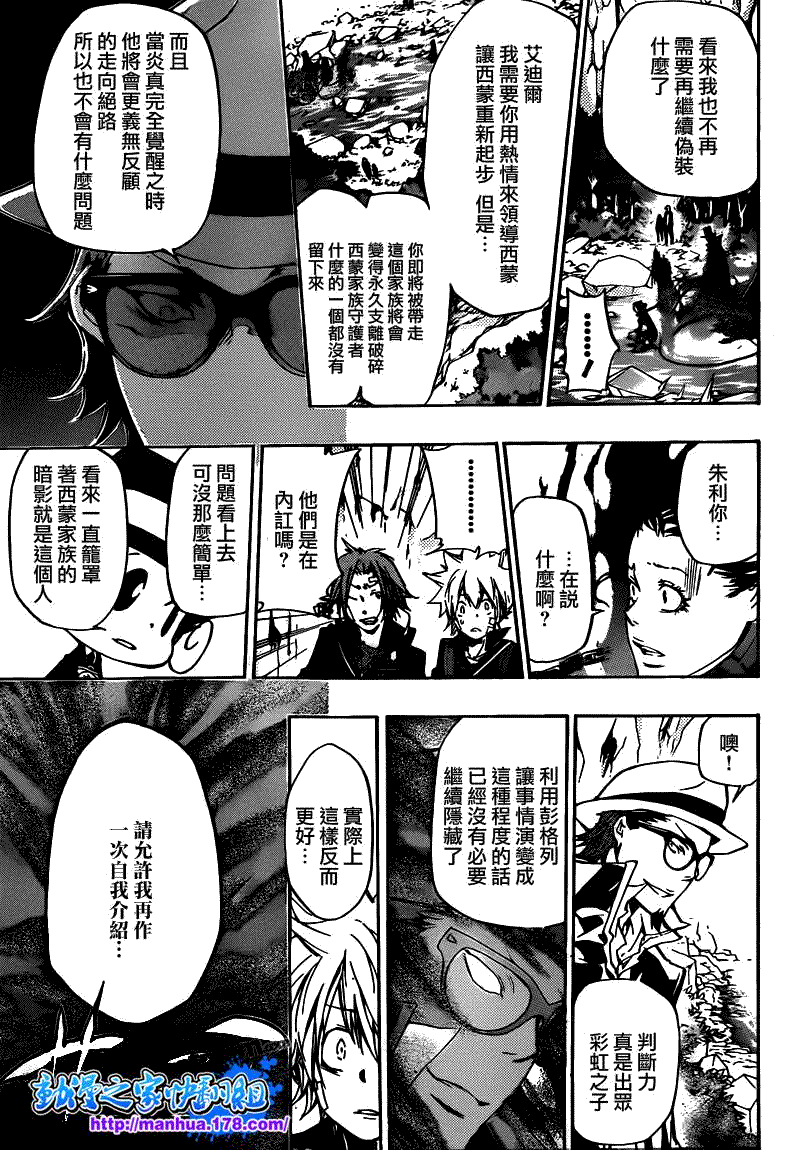 看來我也不再
需要再繼續偽裝
什麼了
………!
艾迪爾
我需要你用熱情來領導西蒙
讓西蒙重新起步 但是…
你即將被帶走
這個家族將會
變得永久支離破碎
西蒙家族守護者
什麼的一個都沒有
留下來
而且
當炎真完全覺醒之時
他將會更義無反顧
的走向絕路
所以也不會有什麼問題
朱利你…
…在說
什麼啊?
…………
他們是在
內訌嗎?
問題看上去
可沒那麼簡單…
看來一直籠罩
著西蒙家族的
暗影就是這個人
噢!
判斷力
真是出眾
彩虹之子
利用彭格列
讓事情演變成
這種程度的話
已經沒有必要
繼續隱藏了
實際上
這樣反而
更好…
請允許我再作
一次自我介紹…
動漫之家快翻組
http://manhua.178.com/